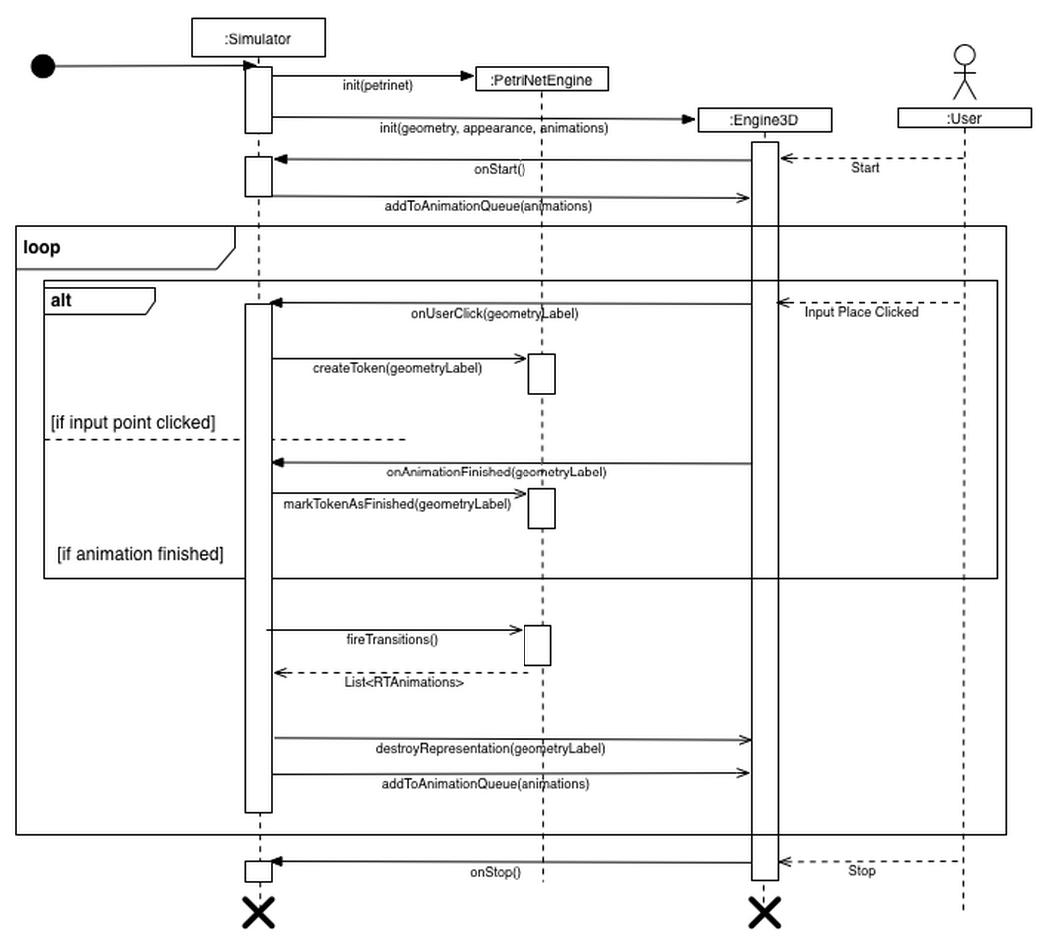 :Simulator
:PetriNetEngine
init(petrinet)
:Engine3D
:User
init(geometry, appearance, animations)
onStart()
Start
addToAnimationQueue(animations)
loop
alt
onUserClick(geometryLabel)
Input Place Clicked
createToken(geometryLabel)
[if input point clicked]
onAnimationFinished(geometryLabel)
markTokenAsFinished(geometryLabel)
[if animation finished]
fireTransitions()
List<RTAnimations>
destroyRepresentation(geometryLabel)
addToAnimationQueue(animations)
onStop()
Stop